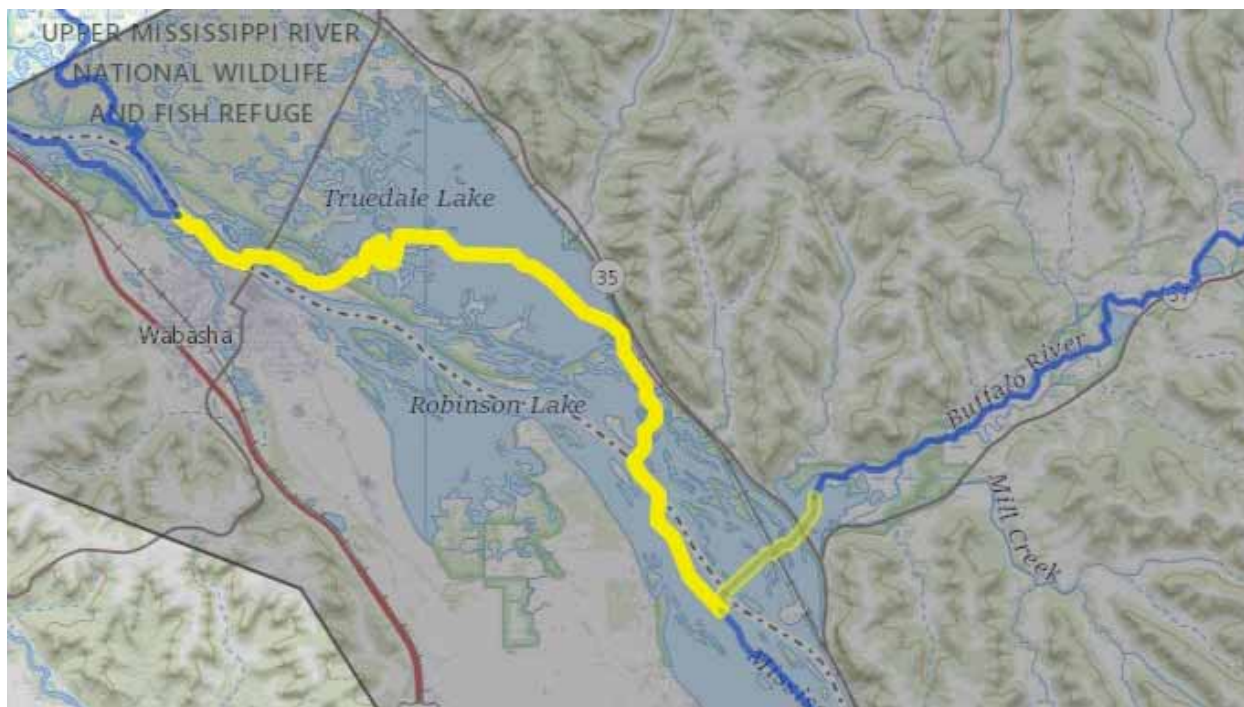 UPPER MISSISSIPPI RIVER
NATIONAL WILDLIFE
AND FISH REFUGE
Truedale Lake
35
37
Wabasha
Buffalo River
Robinson Lake
Mill Creek
Missis